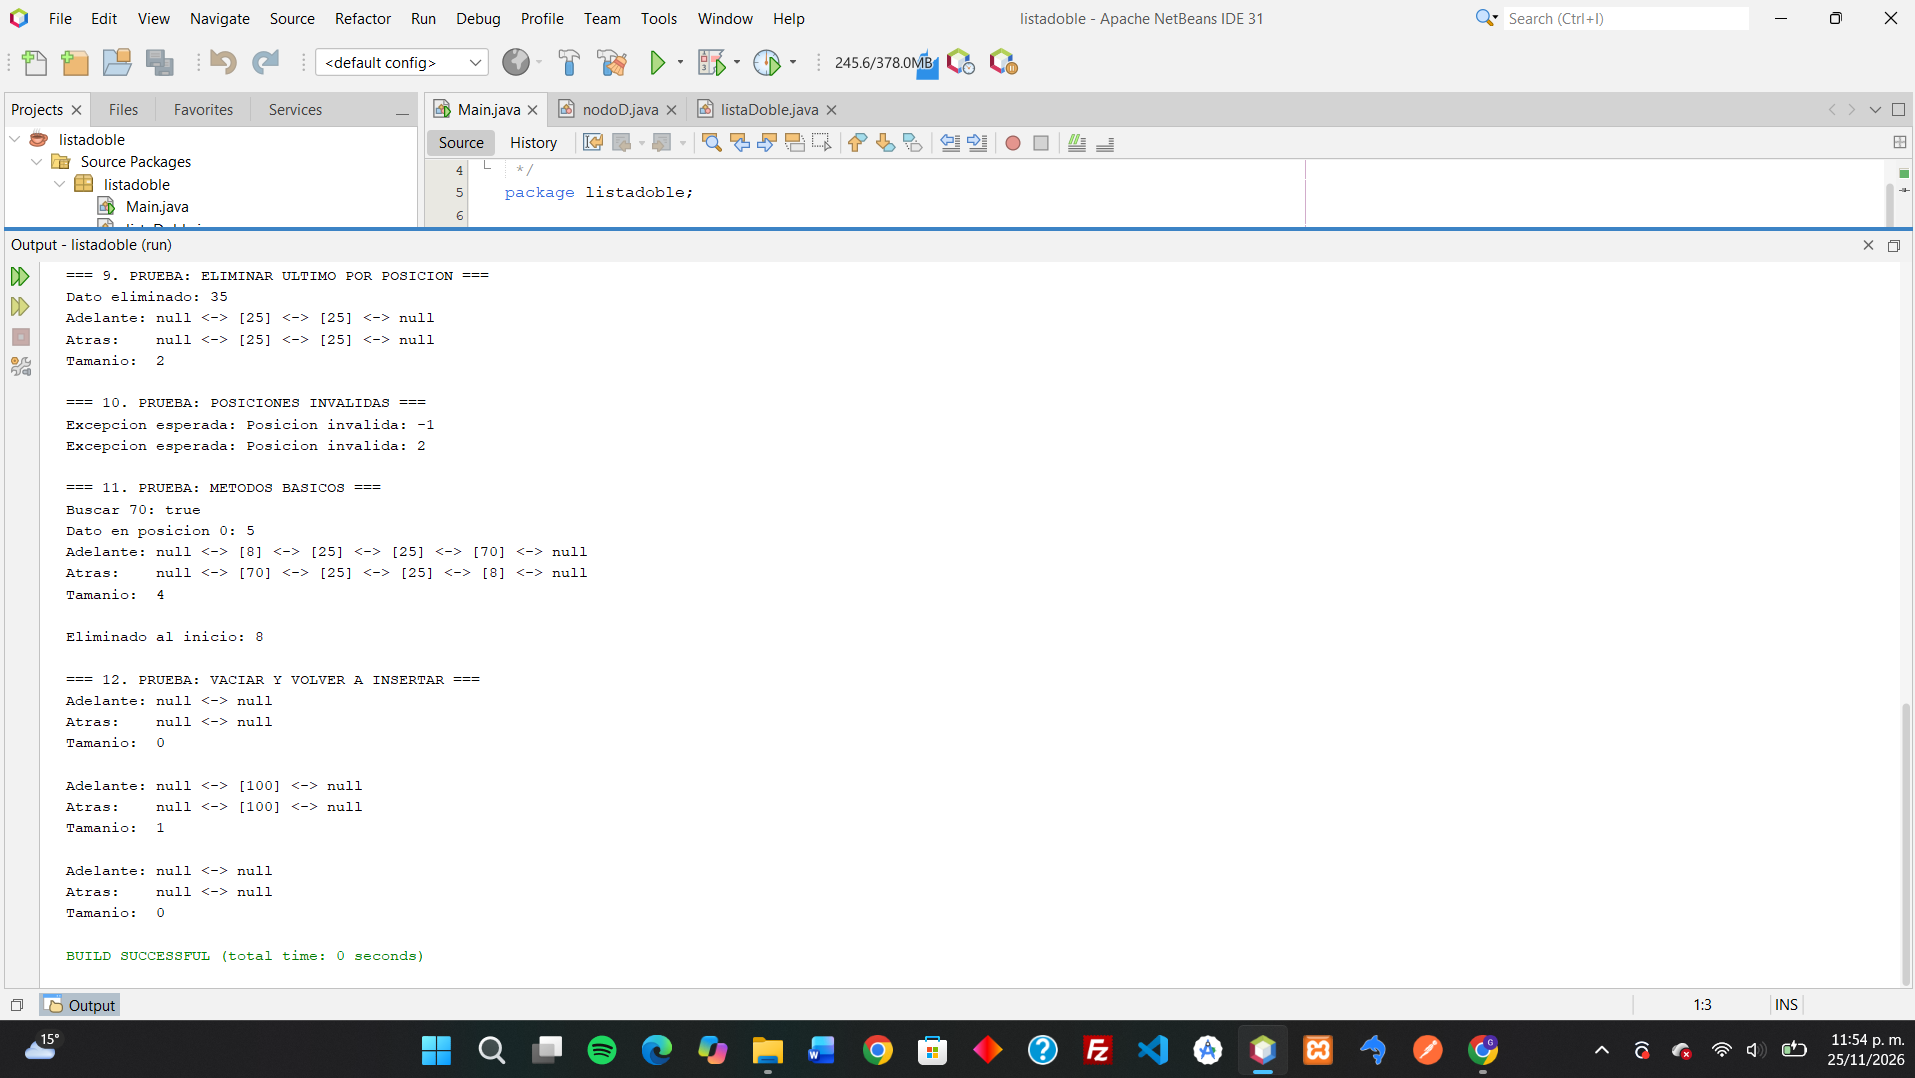 File Edit View Navigate Source Refactor Run Debug Profile Team Tools Window Help
listadoble - Apache NetBeans IDE 31
Search (Ctrl+I)
<default config>
245.6/378.0MB
Projects Files Favorites Services
Main.java nodoD.java listaDoble.java
listadoble
Source Packages
listadoble
Main.java
Source History
4 */
5 package listadoble;
6
Output - listadoble (run)
=== 9. PRUEBA: ELIMINAR ULTIMO POR POSICION ===
Dato eliminado: 35
Adelante: null <-> [25] <-> [25] <-> null
Atras:    null <-> [25] <-> [25] <-> null
Tamanio:  2
=== 10. PRUEBA: POSICIONES INVALIDAS ===
Excepcion esperada: Posicion invalida: -1
Excepcion esperada: Posicion invalida: 2
=== 11. PRUEBA: METODOS BASICOS ===
Buscar 70: true
Dato en posicion 0: 5
Adelante: null <-> [8] <-> [25] <-> [25] <-> [70] <-> null
Atras:    null <-> [70] <-> [25] <-> [25] <-> [8] <-> null
Tamanio:  4
Eliminado al inicio: 8
=== 12. PRUEBA: VACIAR Y VOLVER A INSERTAR ===
Adelante: null <-> null
Atras:    null <-> null
Tamanio:  0
Adelante: null <-> [100] <-> null
Atras:    null <-> [100] <-> null
Tamanio:  1
Adelante: null <-> null
Atras:    null <-> null
Tamanio:  0
BUILD SUCCESSFUL (total time: 0 seconds)
Output
1:3
INS
15°
11:54 p. m.
25/11/2026